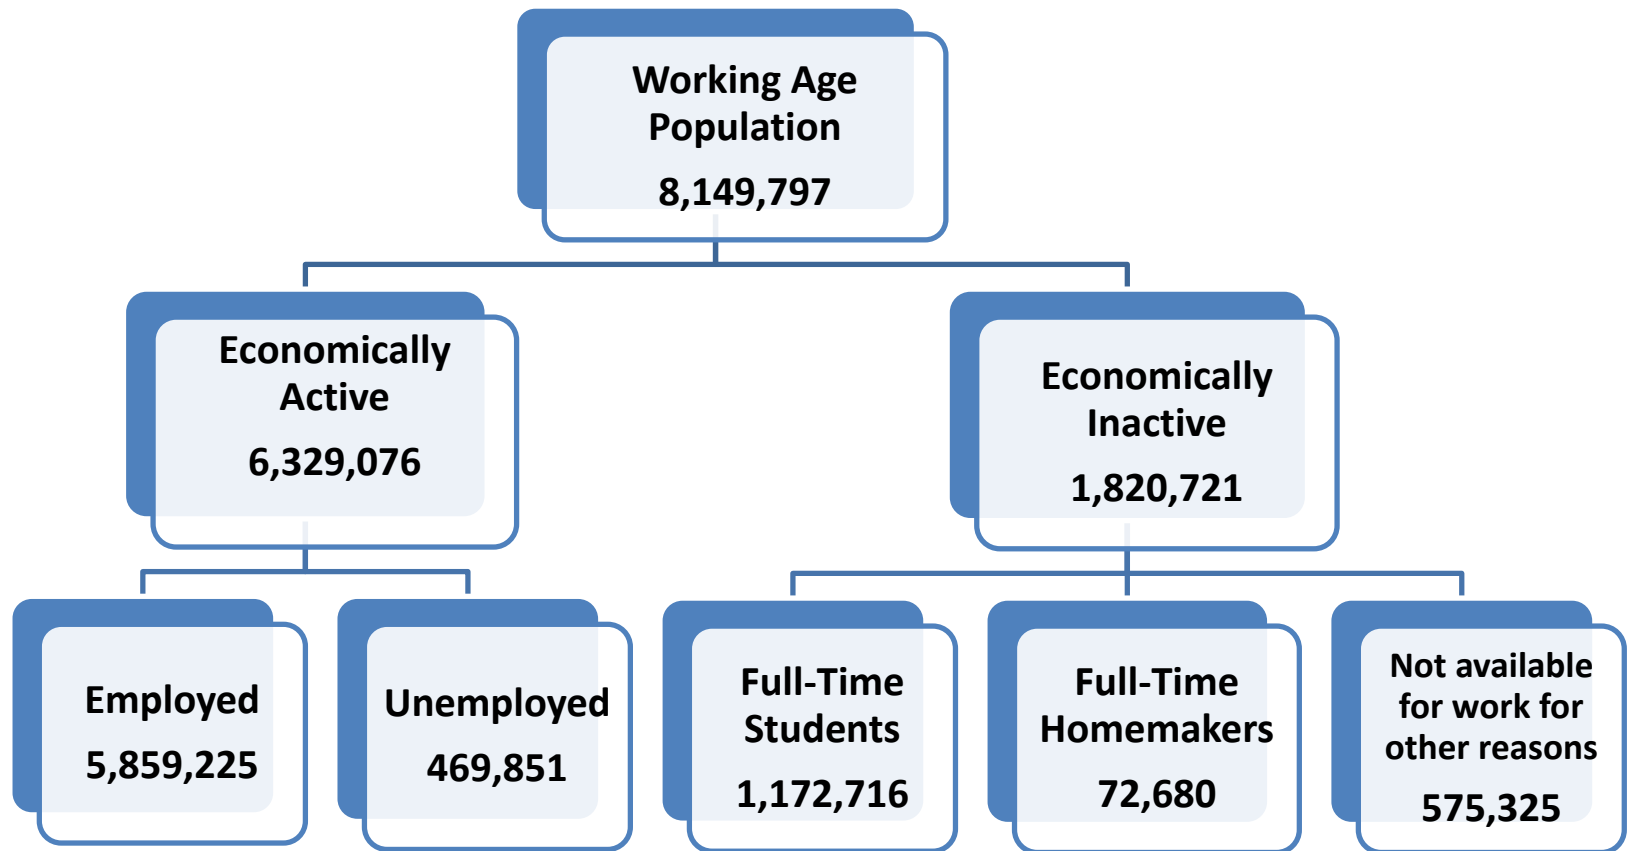 Working Age
Population
8,149,797
Economically
Active
6,329,076
Economically
Inactive
1,820,721
Employed
5,859,225
Unemployed
469,851
Full-Time
Students
1,172,716
Full-Time
Homemakers
72,680
Not available
for work for
other reasons
575,325